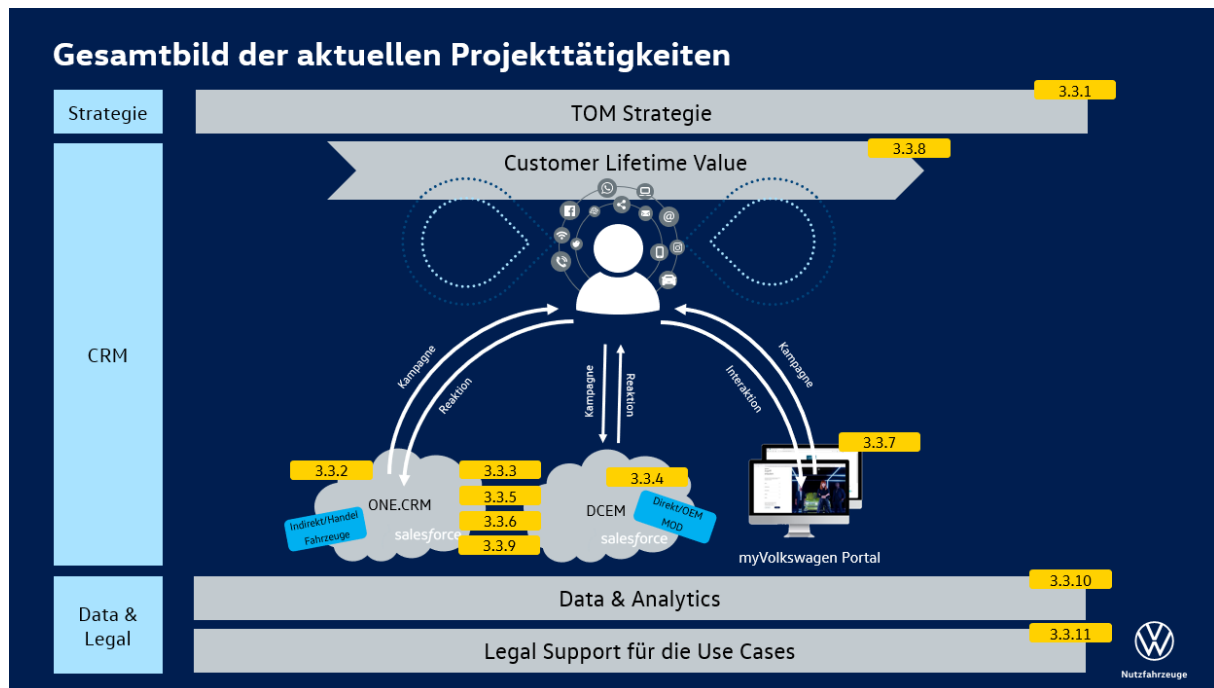 Gesamtbild der aktuellen Projekttätigkeiten
Strategie
TOM Strategie
3.3.1
CRM
Customer Lifetime Value
3.3.8
Kampagne
Reaktion
Kampagne
Reaktion
Interaktion
Kampagne
3.3.2
ONE.CRM
Indirekt/Handel
Fahrzeuge
salesforce
3.3.3
3.3.5
3.3.6
3.3.9
3.3.4
DCEM
Direkt/OEM
MOD
salesforce
3.3.7
myVolkswagen Portal
Data &
Legal
Data & Analytics
3.3.10
Legal Support für die Use Cases
3.3.11
Nutzfahrzeuge